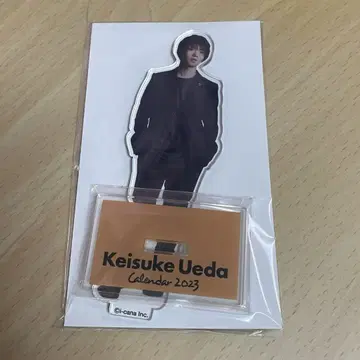 Keisuke Ueda
Calendar 2023
©i-cana Inc.